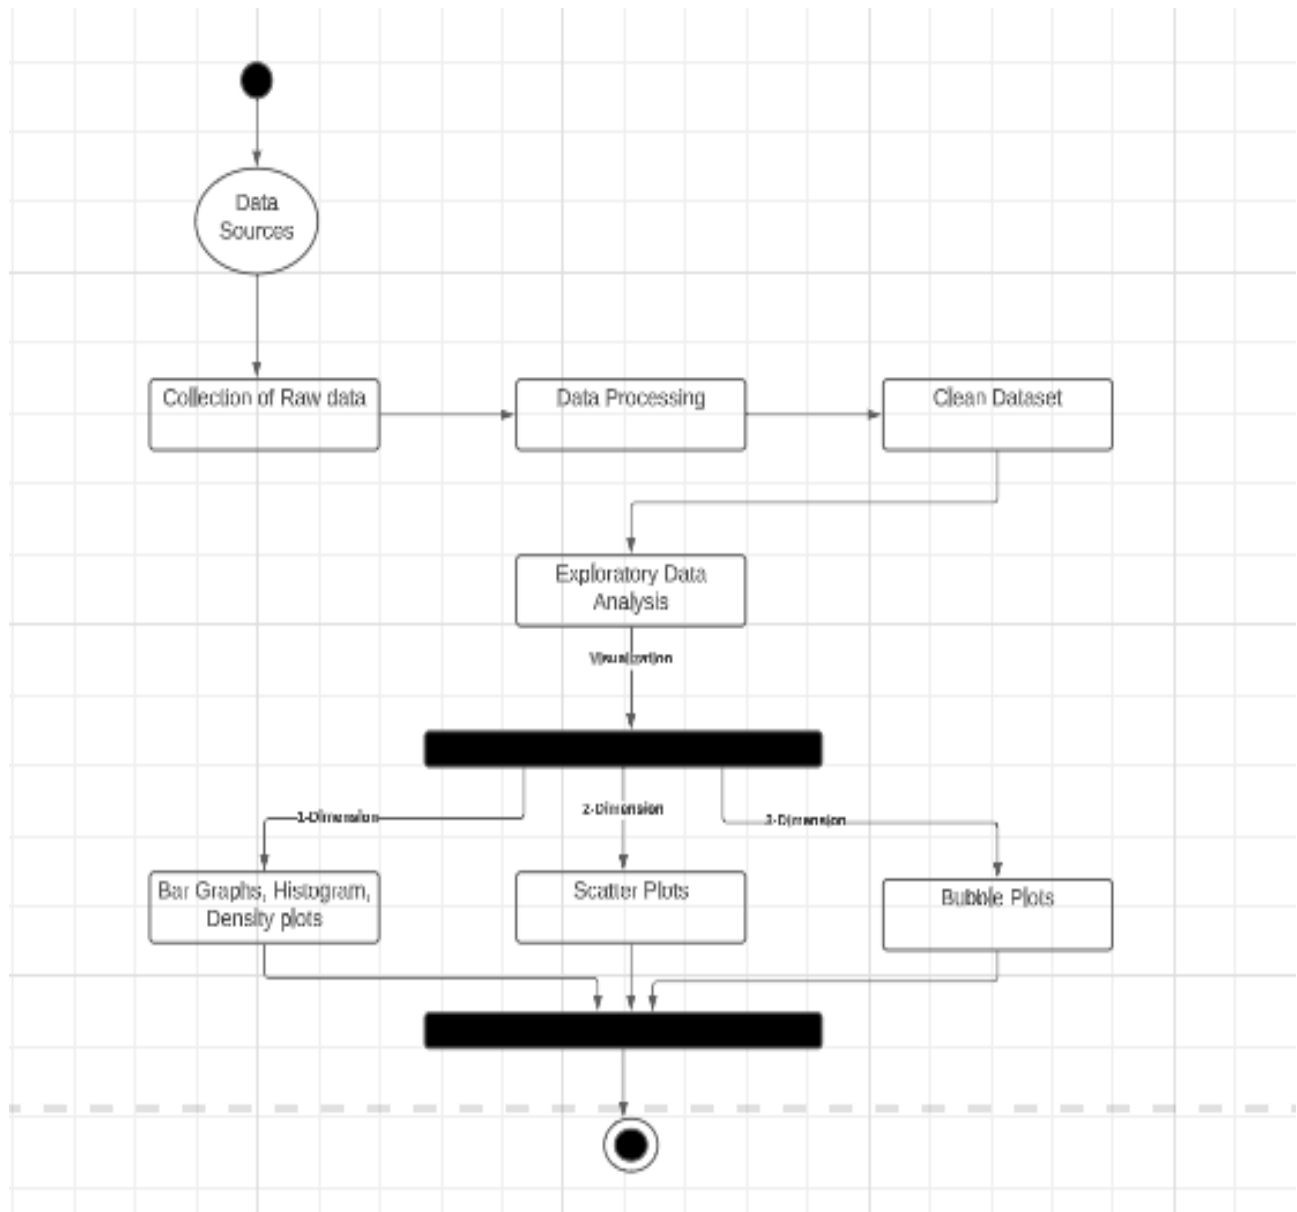 Data
Sources
Collection of Raw data
Data Processing
Clean Dataset
Exploratory Data
Analysis
Visualization
1-Dimension
2-Dimension
3-Dimension
Bar Graphs, Histogram,
Density plots
Scatter Plots
Bubble Plots